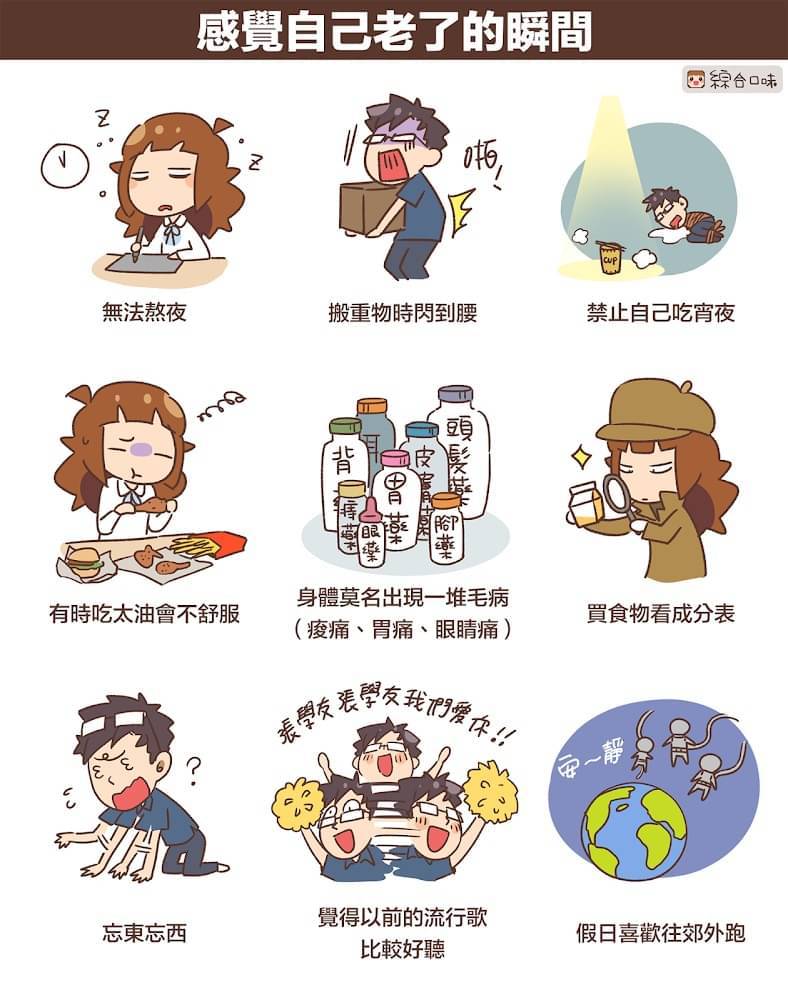 感覺自己老了的瞬間
綜合口味
Z
Z
CUP
無法熬夜
搬重物時閃到腰
禁止自己吃宵夜
頭髮藥
耳
背
皮膚藥
胃藥
痔藥
眼藥
腳藥
有時吃太油會不舒服
身體莫名出現一堆毛病
（痠痛、胃痛、眼睛痛）
買食物看成分表
張學友張學友我們愛你!!
?
安～靜
忘東忘西
覺得以前的流行歌
比較好聽
假日喜歡往郊外跑